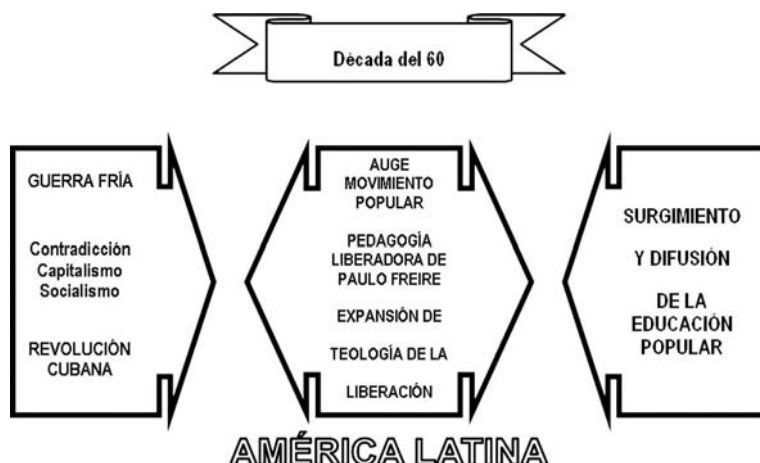 Década del 60
GUERRA FRÍA
Contradicción
Capitalismo
Socialismo
REVOLUCIÓN
CUBANA
AUGE
MOVIMIENTO
POPULAR
PEDAGOGÍA
LIBERADORA DE
PAULO FREIRE
EXPANSIÓN DE
TEOLOGÍA DE LA
LIBERACIÓN
SURGIMIENTO
Y DIFUSIÓN
DE LA
EDUCACIÓN
POPULAR
AMÉRICA LATINA